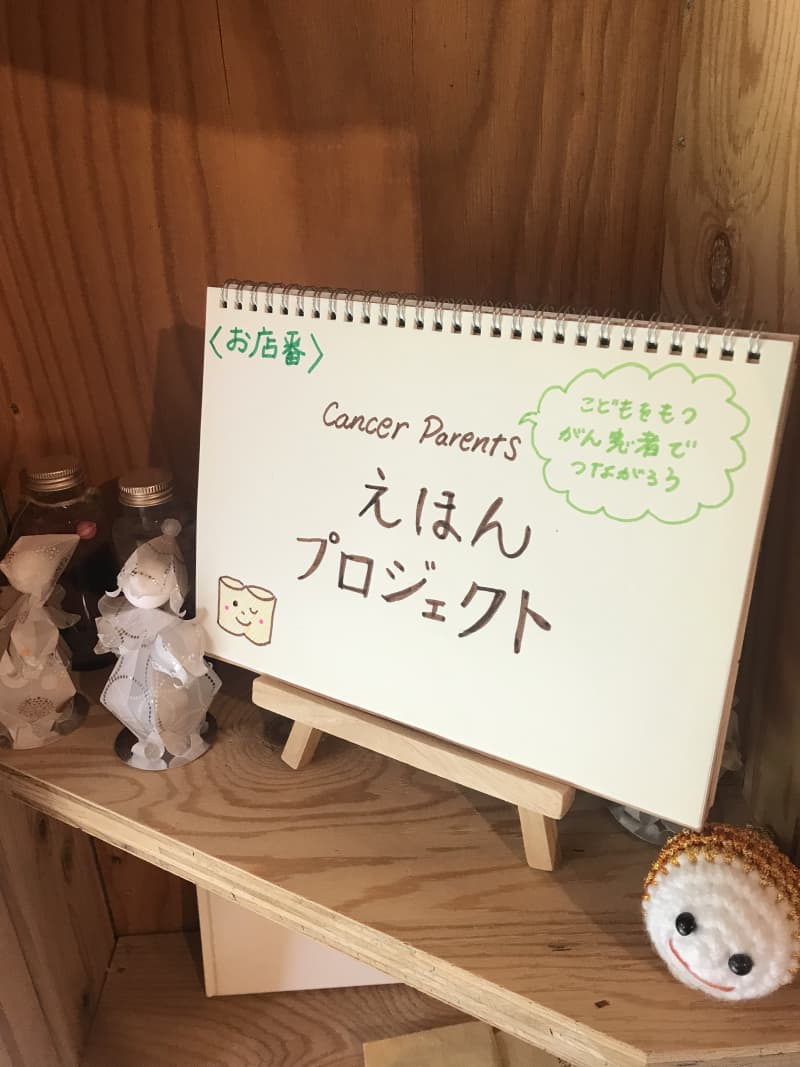 〈お店番〉
Cancer Parents
えほん
プロジェクト
こどもをもつ
がん患者で
つながろう